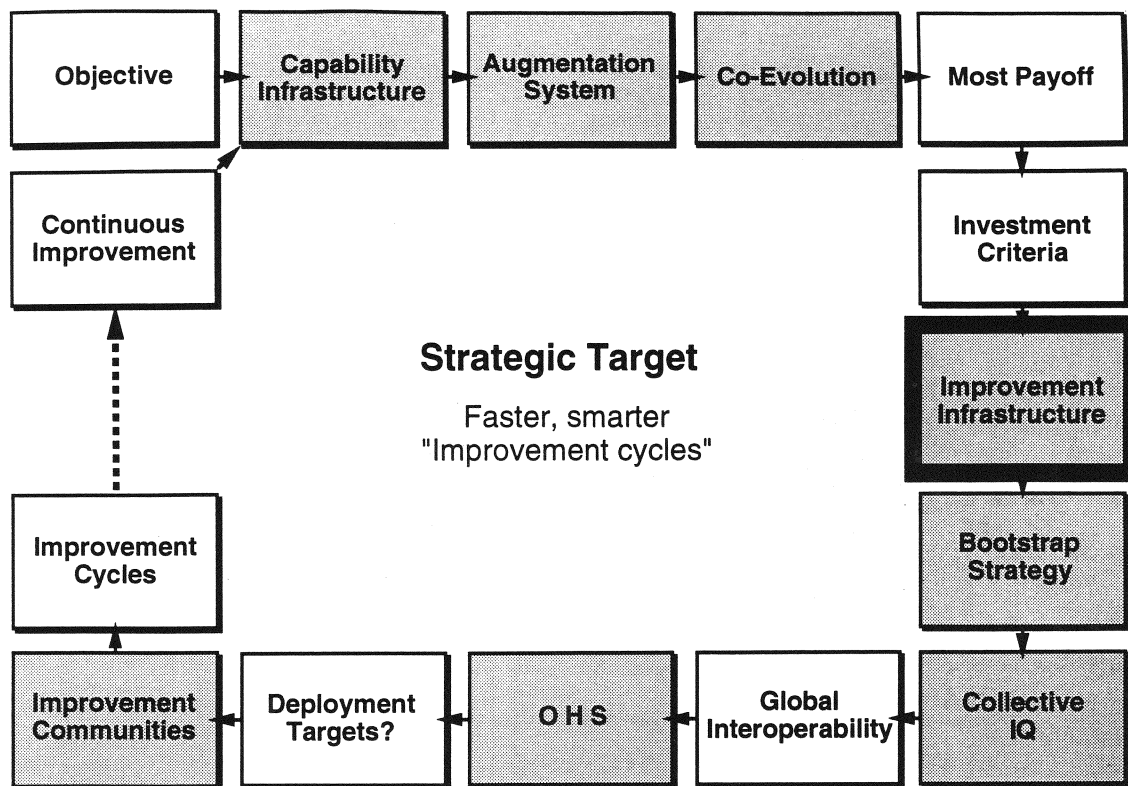 Objective
Capability
Infrastructure
Augmentation
System
Co-Evolution
Most Payoff
Continuous
Improvement
Investment
Criteria
Strategic Target
Faster, smarter
"Improvement cycles"
Improvement
Infrastructure
Improvement
Cycles
Bootstrap
Strategy
Improvement
Communities
Deployment
Targets?
O H S
Global
Interoperability
Collective
IQ